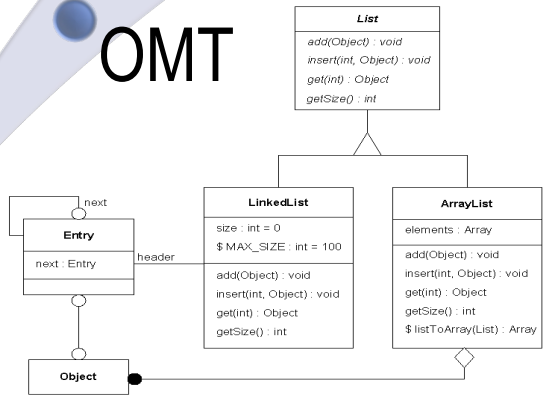 OMT
List
add(Object) : void
insert(int, Object) : void
get(int) : Object
getSize() : int
next
Entry
next : Entry
header
LinkedList
size : int = 0
$ MAX_SIZE : int = 100
add(Object) : void
insert(int, Object) : void
get(int) : Object
getSize() : int
ArrayList
elements : Array
add(Object) : void
insert(int, Object) : void
get(int) : Object
getSize() : int
$ listToArray(List) : Array
Object